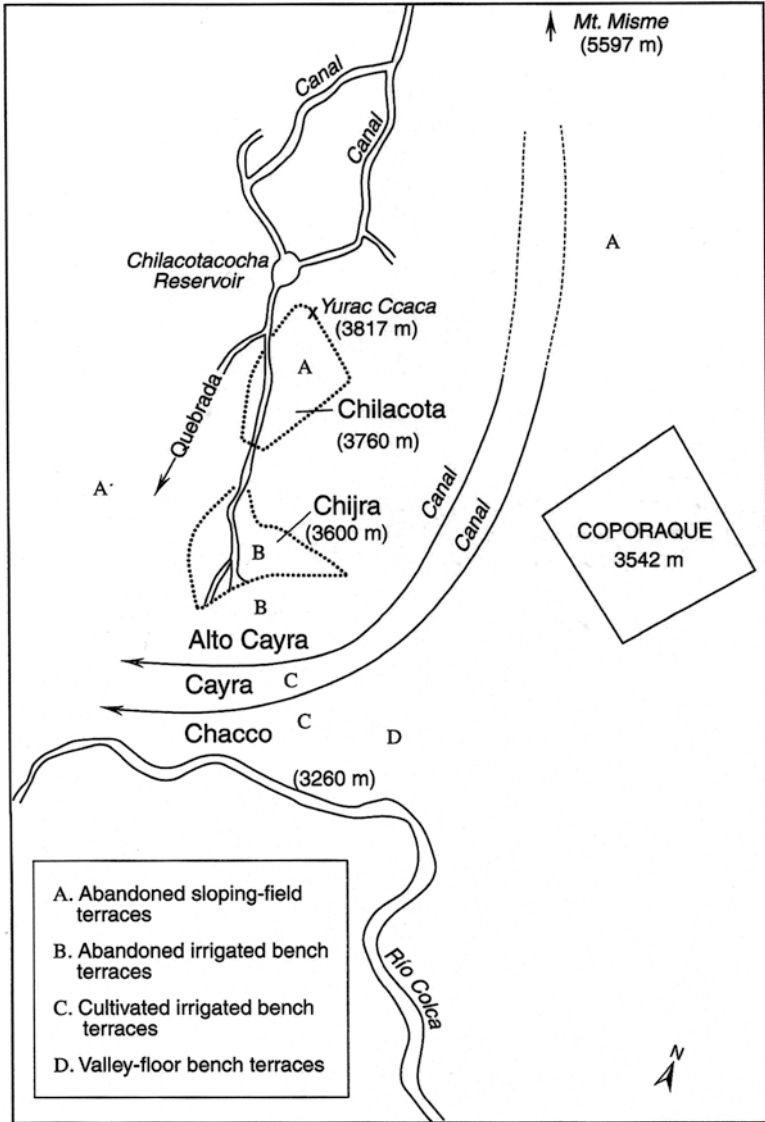 Mt. Misme
(5597 m)
Canal
Canal
A
Chilacotacocha
Reservoir
Yurac Ccaca
(3817 m)
A
Quebrada
Chilacota
(3760 m)
A
Canal
Canal
Chijra
(3600 m)
COPORAQUE
3542 m
B
B
Alto Cayra
Cayra
C
C
Chacco
D
(3260 m)
A. Abandoned sloping-field
terraces
B. Abandoned irrigated bench
terraces
C. Cultivated irrigated bench
terraces
D. Valley-floor bench terraces
Río Colca
N